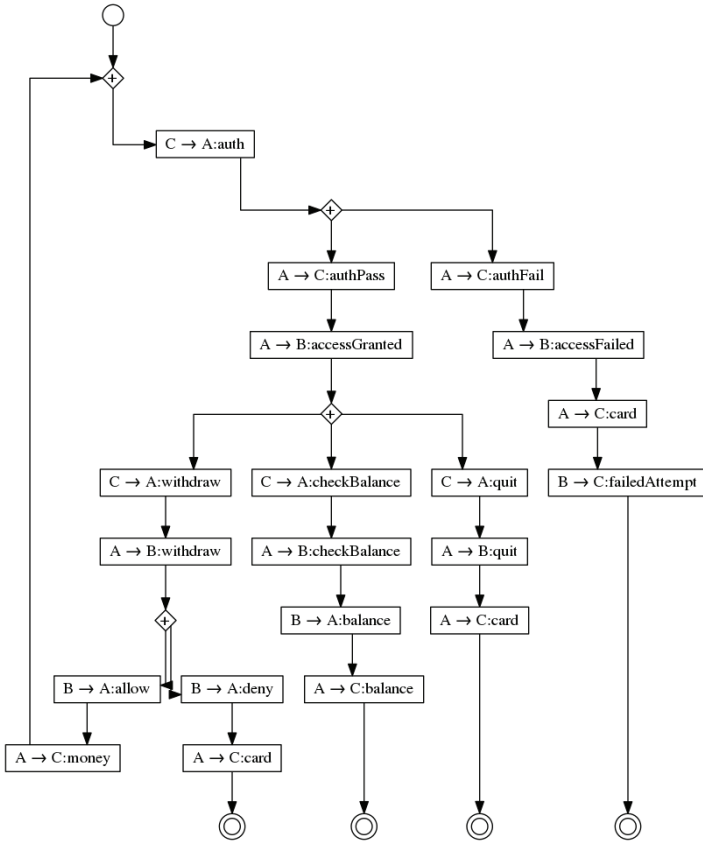 +
C → A:auth
+
A → C:authPass
A → C:authFail
A → B:accessGranted
A → B:accessFailed
+
A → C:card
C → A:withdraw
C → A:checkBalance
C → A:quit
B → C:failedAttempt
A → B:withdraw
A → B:checkBalance
A → B:quit
+
B → A:balance
A → C:card
B → A:allow
B → A:deny
A → C:balance
A → C:money
A → C:card